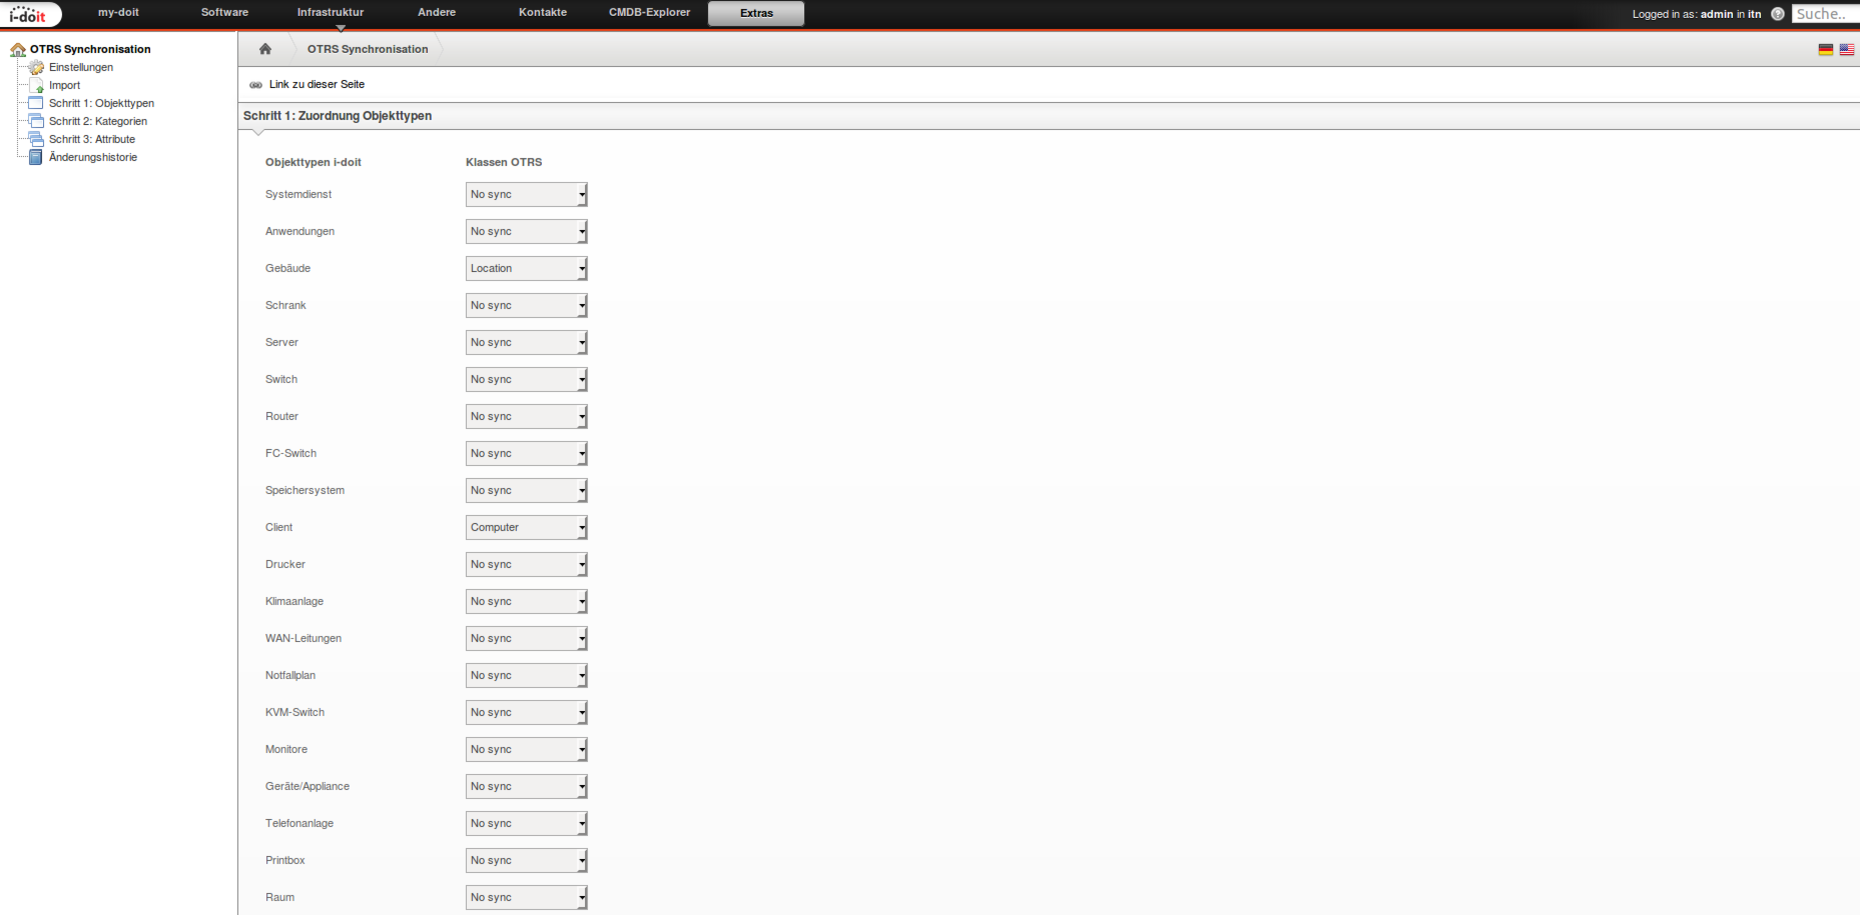 i-doit
my-doit Software Infrastruktur Andere Kontakte CMDB-Explorer Extras Logged in as: admin in itn Suche..
OTRS Synchronisation
Einstellungen
Import
Schritt 1: Objekttypen
Schritt 2: Kategorien
Schritt 3: Attribute
Änderungshistorie
OTRS Synchronisation
Link zu dieser Seite
Schritt 1: Zuordnung Objekttypen
Objekttypen i-doit Klassen OTRS
Systemdienst No sync
Anwendungen No sync
Gebäude Location
Schrank No sync
Server No sync
Switch No sync
Router No sync
FC-Switch No sync
Speichersystem No sync
Client Computer
Drucker No sync
Klimaanlage No sync
WAN-Leitungen No sync
Notfallplan No sync
KVM-Switch No sync
Monitore No sync
Geräte/Appliance No sync
Telefonanlage No sync
Printbox No sync
Raum No sync